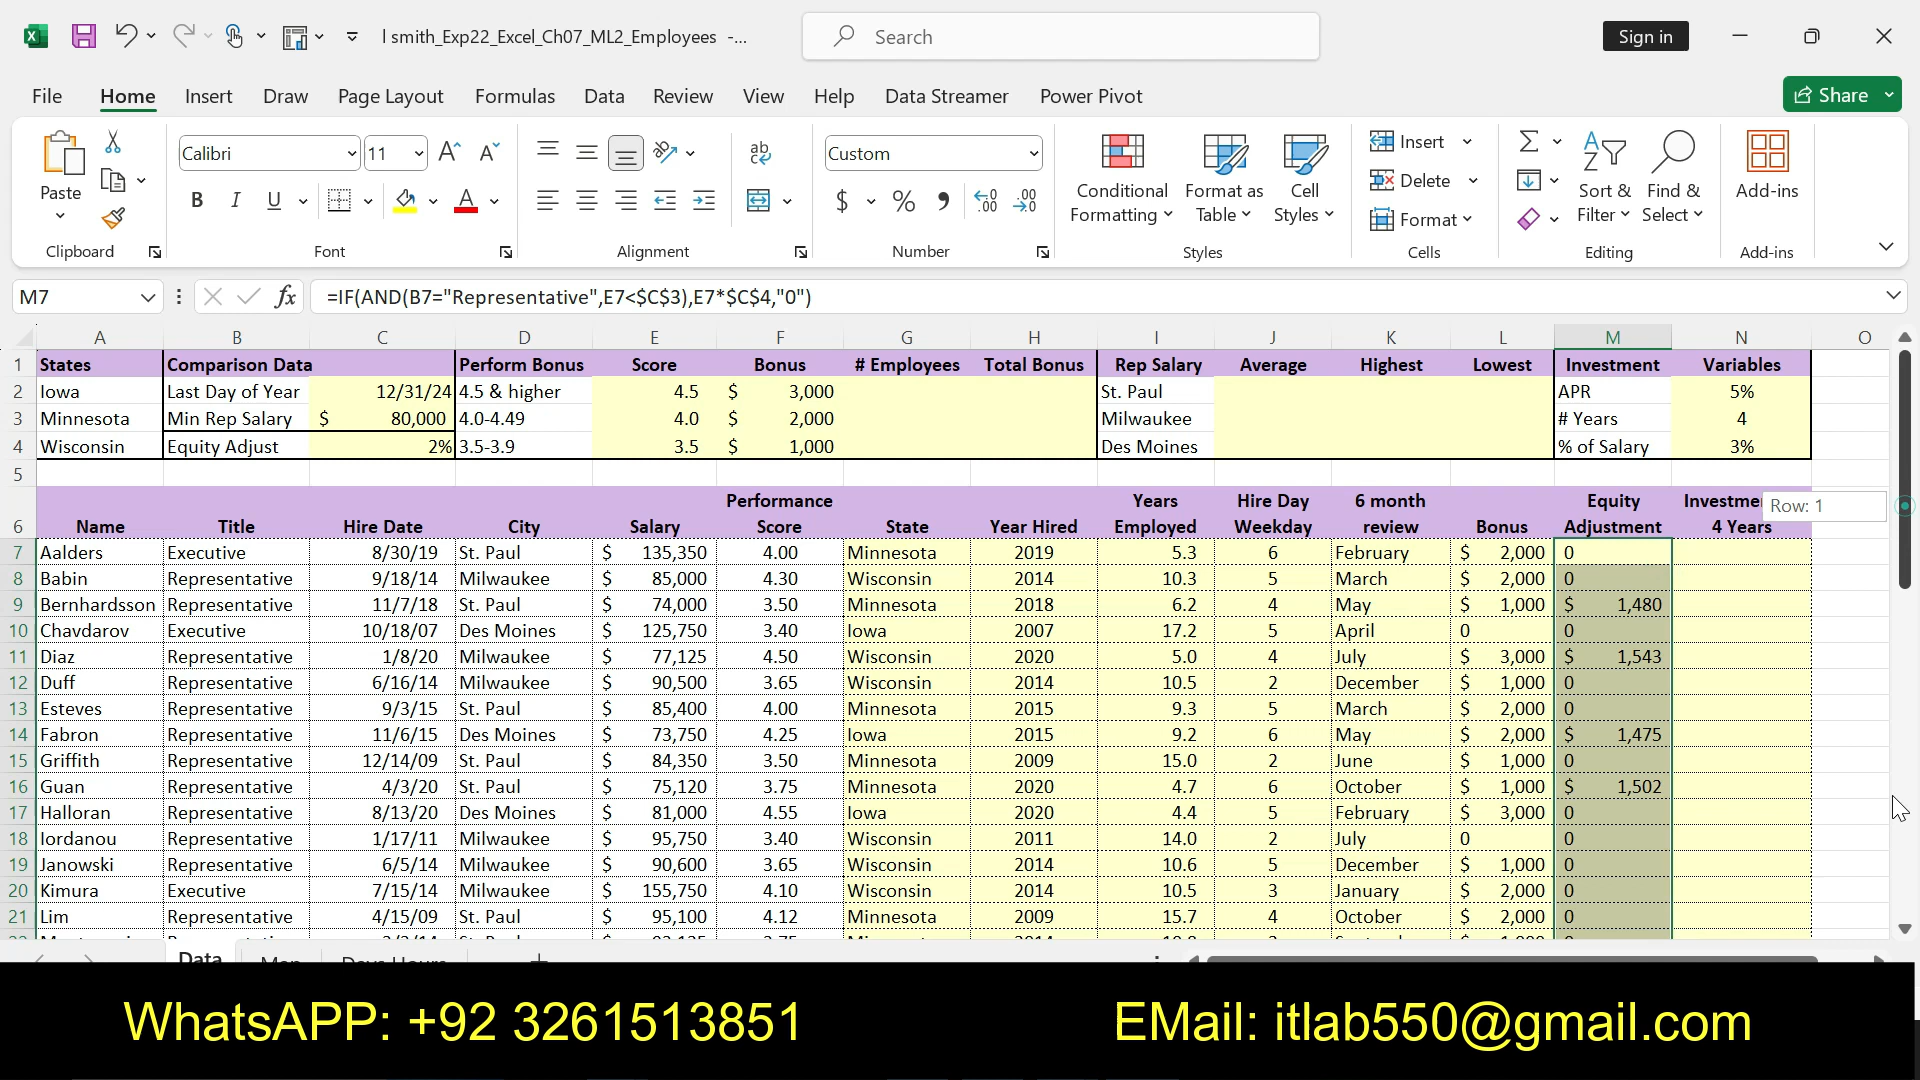 l smith_Exp22_Excel_Ch07_ML2_Employees -...
Search
Sign in
File Home Insert Draw Page Layout Formulas Data Review View Help Data Streamer Power Pivot
Share
Paste
Clipboard
Calibri 11
B I U
Font
Alignment
Custom
$ % ,
Number
Conditional Formatting
Format as Table
Cell Styles
Styles
Insert
Delete
Format
Cells
Sort & Filter
Find & Select
Editing
Add-ins
Add-ins
M7 fx =IF(AND(B7="Representative",E7<$C$3),E7*$C$4,"0")
A B C D E F G H I J K L M N O
1 States Comparison Data Perform Bonus Score Bonus # Employees Total Bonus Rep Salary Average Highest Lowest Investment Variables
2 Iowa Last Day of Year 12/31/24 4.5 & higher 4.5 $ 3,000 St. Paul APR 5%
3 Minnesota Min Rep Salary $ 80,000 4.0-4.49 4.0 $ 2,000 Milwaukee # Years 4
4 Wisconsin Equity Adjust 2% 3.5-3.9 3.5 $ 1,000 Des Moines % of Salary 3%
5
Performance Years Hire Day 6 month Equity Investme
Row: 1
6 Name Title Hire Date City Salary Score State Year Hired Employed Weekday review Bonus Adjustment 4 Years
7 Aalders Executive 8/30/19 St. Paul $ 135,350 4.00 Minnesota 2019 5.3 6 February $ 2,000 0
8 Babin Representative 9/18/14 Milwaukee $ 85,000 4.30 Wisconsin 2014 10.3 5 March $ 2,000 0
9 Bernhardsson Representative 11/7/18 St. Paul $ 74,000 3.50 Minnesota 2018 6.2 4 May $ 1,000 $ 1,480
10 Chavdarov Executive 10/18/07 Des Moines $ 125,750 3.40 Iowa 2007 17.2 5 April 0 0
11 Diaz Representative 1/8/20 Milwaukee $ 77,125 4.50 Wisconsin 2020 5.0 4 July $ 3,000 $ 1,543
12 Duff Representative 6/16/14 Milwaukee $ 90,500 3.65 Wisconsin 2014 10.5 2 December $ 1,000 0
13 Esteves Representative 9/3/15 St. Paul $ 85,400 4.00 Minnesota 2015 9.3 5 March $ 2,000 0
14 Fabron Representative 11/6/15 Des Moines $ 73,750 4.25 Iowa 2015 9.2 6 May $ 2,000 $ 1,475
15 Griffith Representative 12/14/09 St. Paul $ 84,350 3.50 Minnesota 2009 15.0 2 June $ 1,000 0
16 Guan Representative 4/3/20 St. Paul $ 75,120 3.75 Minnesota 2020 4.7 6 October $ 1,000 $ 1,502
17 Halloran Representative 8/13/20 Des Moines $ 81,000 4.55 Iowa 2020 4.4 5 February $ 3,000 0
18 Iordanou Representative 1/17/11 Milwaukee $ 95,750 3.40 Wisconsin 2011 14.0 2 July 0 0
19 Janowski Representative 6/5/14 Milwaukee $ 90,600 3.65 Wisconsin 2014 10.6 5 December $ 1,000 0
20 Kimura Executive 7/15/14 Milwaukee $ 155,750 4.10 Wisconsin 2014 10.5 3 January $ 2,000 0
21 Lim Representative 4/15/09 St. Paul $ 95,100 4.12 Minnesota 2009 15.7 4 October $ 2,000 0
Data Map Days Hours
WhatsAPP: +92 3261513851 EMail: itlab550@gmail.com